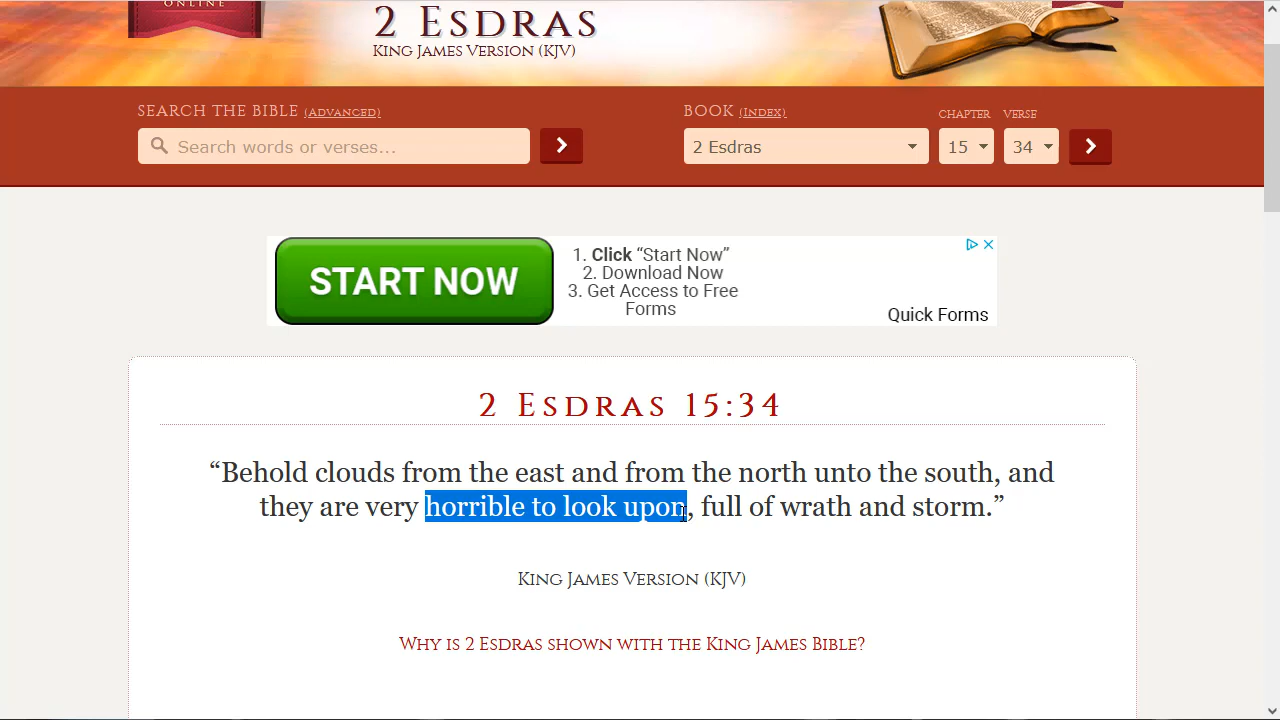 ONLINE
2 ESDRAS
KING JAMES VERSION (KJV)
SEARCH THE BIBLE (ADVANCED)
BOOK (INDEX)
CHAPTER
VERSE
Search words or verses...
2 Esdras
15
34
START NOW
1. Click “Start Now”
2. Download Now
3. Get Access to Free
Forms
Quick Forms
2 ESDRAS 15:34
“Behold clouds from the east and from the north unto the south, and
they are very horrible to look upon, full of wrath and storm.”
KING JAMES VERSION (KJV)
WHY IS 2 ESDRAS SHOWN WITH THE KING JAMES BIBLE?